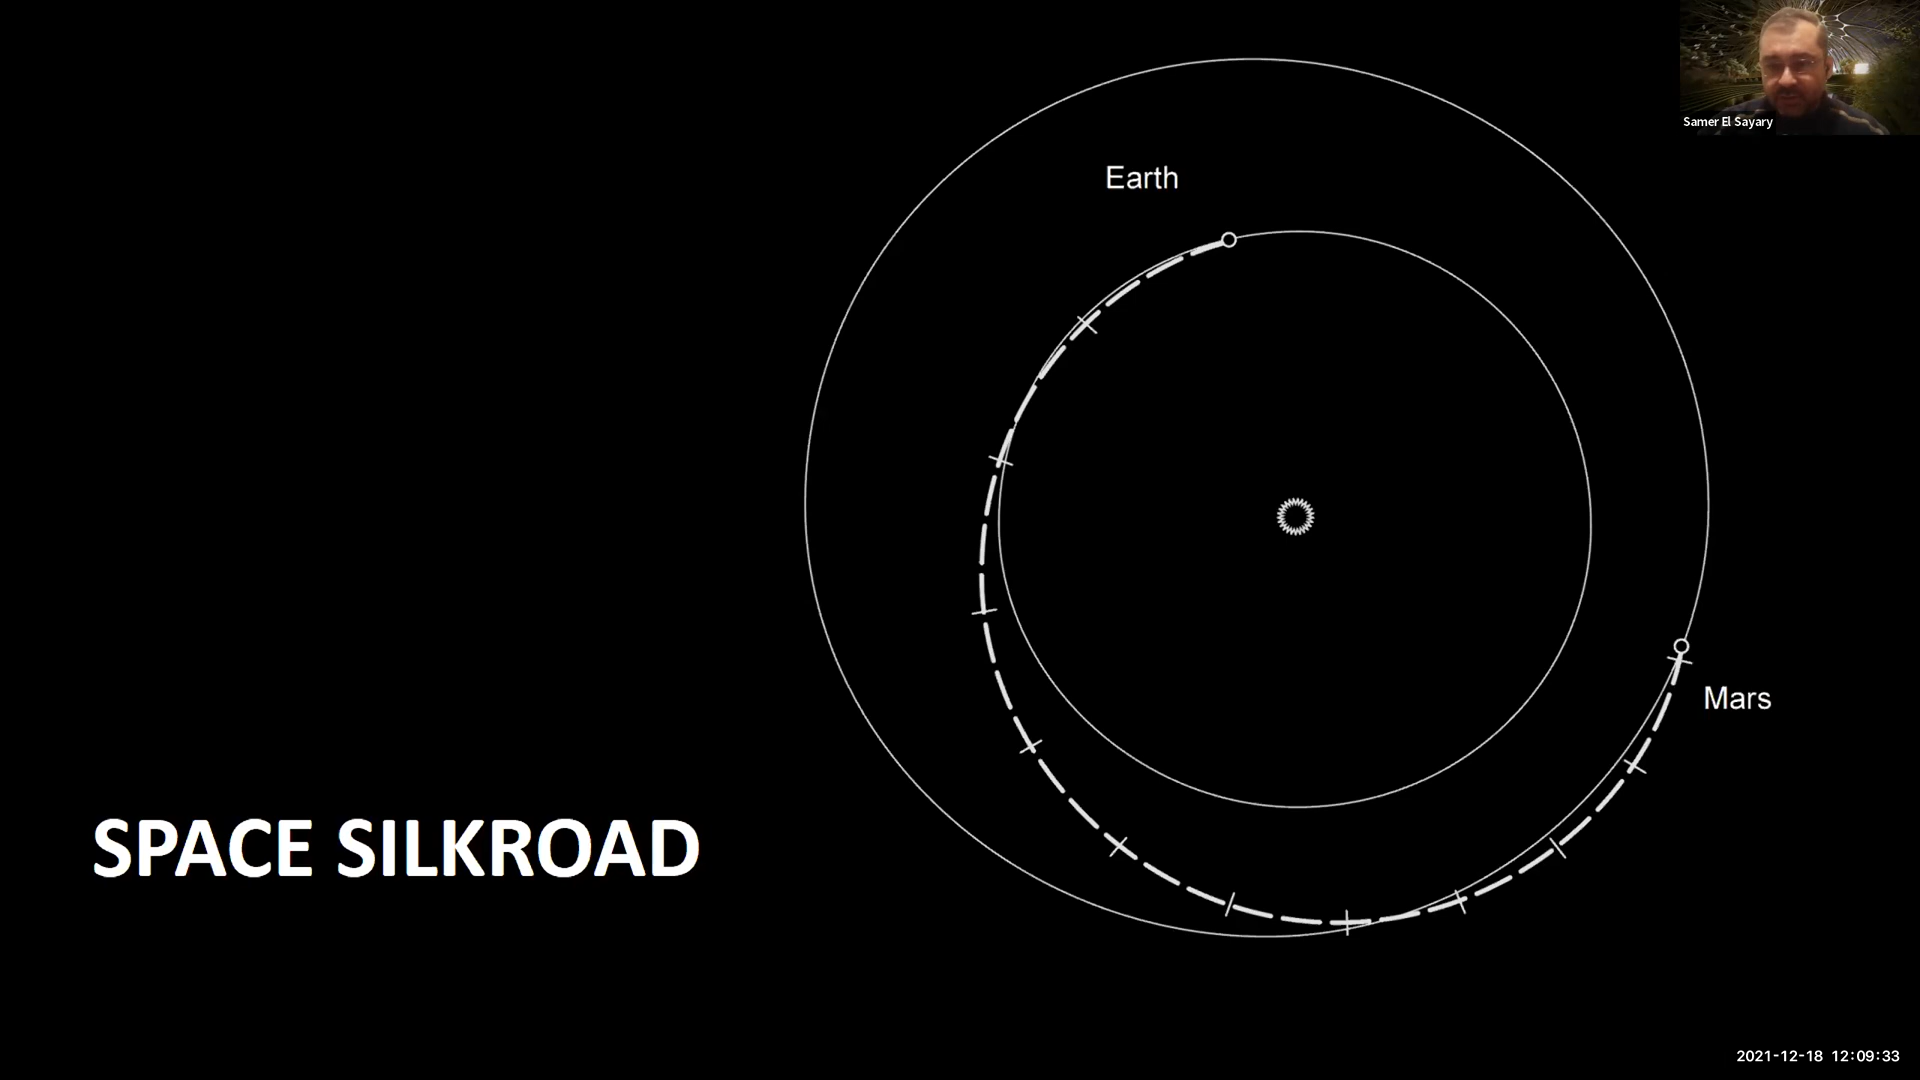 Samer El Sayary
Earth
Mars
SPACE SILKROAD
2021-12-18 12:09:33